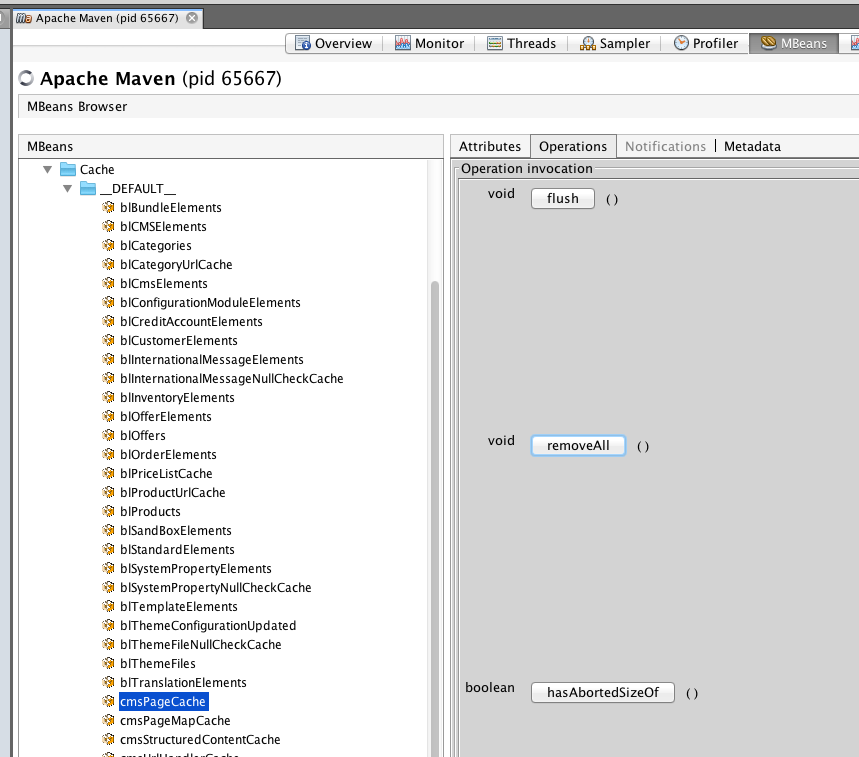 Apache Maven (pid 65667)
Overview Monitor Threads Sampler Profiler MBeans
Apache Maven (pid 65667)
MBeans Browser
MBeans
Cache
__DEFAULT__
blBundleElements
blCMSElements
blCategories
blCategoryUrlCache
blCmsElements
blConfigurationModuleElements
blCreditAccountElements
blCustomerElements
blInternationalMessageElements
blInternationalMessageNullCheckCache
blInventoryElements
blOfferElements
blOffers
blOrderElements
blPriceListCache
blProductUrlCache
blProducts
blSandBoxElements
blStandardElements
blSystemPropertyElements
blSystemPropertyNullCheckCache
blTemplateElements
blThemeConfigurationUpdated
blThemeFileNullCheckCache
blThemeFiles
blTranslationElements
cmsPageCache
cmsPageMapCache
cmsStructuredContentCache
cmsUrlHandlerCache
Attributes Operations Notifications Metadata
Operation invocation
void flush ( )
void removeAll ( )
boolean hasAbortedSizeOf ( )